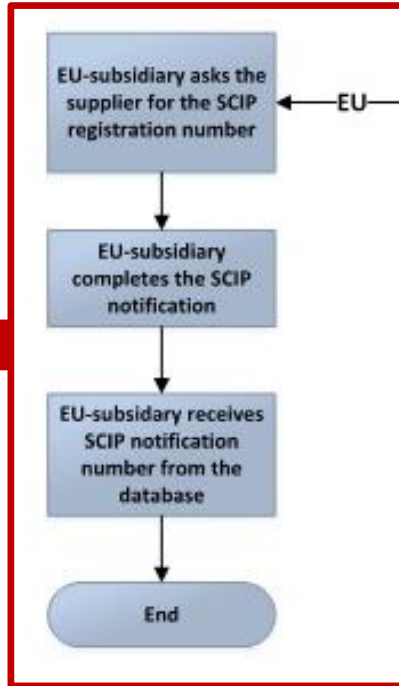 EU-subsidiary asks the
supplier for the SCIP
registration number
EU
EU-subsidiary
completes the SCIP
notification
EU-subsidary receives
SCIP notification
number from the
database
End